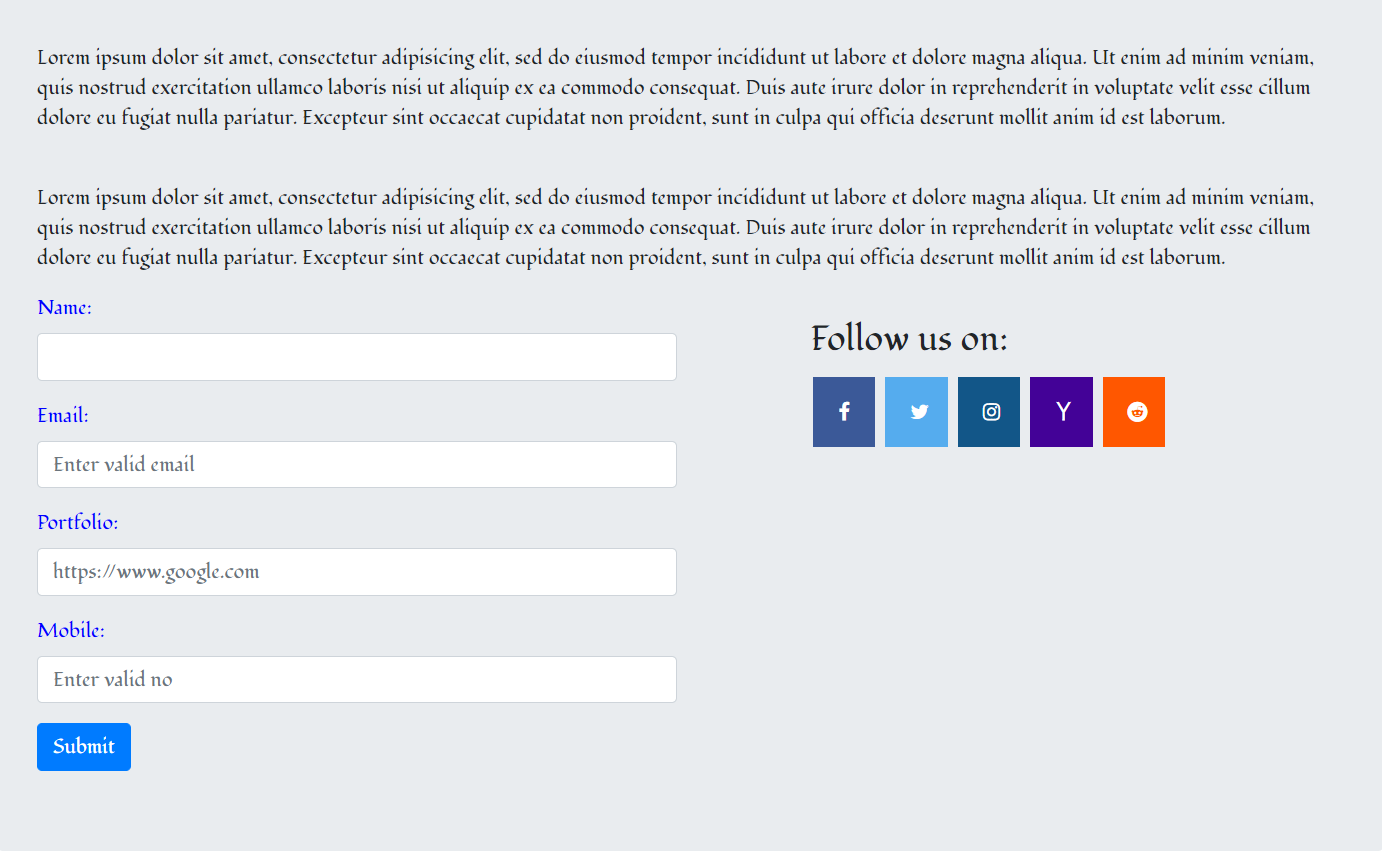 Lorem ipsum dolor sit amet, consectetur adipisicing elit, sed do eiusmod tempor incididunt ut labore et dolore magna aliqua. Ut enim ad minim veniam,
quis nostrud exercitation ullamco laboris nisi ut aliquip ex ea commodo consequat. Duis aute irure dolor in reprehenderit in voluptate velit esse cillum
dolore eu fugiat nulla pariatur. Excepteur sint occaecat cupidatat non proident, sunt in culpa qui officia deserunt mollit anim id est laborum.
Lorem ipsum dolor sit amet, consectetur adipisicing elit, sed do eiusmod tempor incididunt ut labore et dolore magna aliqua. Ut enim ad minim veniam,
quis nostrud exercitation ullamco laboris nisi ut aliquip ex ea commodo consequat. Duis aute irure dolor in reprehenderit in voluptate velit esse cillum
dolore eu fugiat nulla pariatur. Excepteur sint occaecat cupidatat non proident, sunt in culpa qui officia deserunt mollit anim id est laborum.
Name:
Email:
Enter valid email
Portfolio:
https://www.google.com
Mobile:
Enter valid no
Submit
Follow us on: